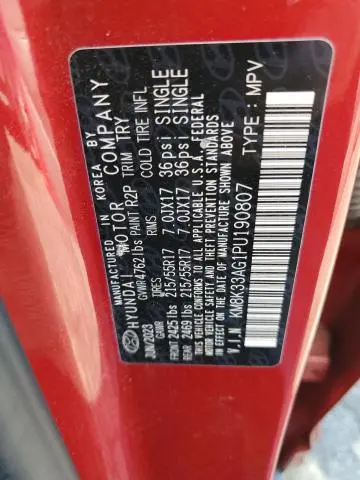 MANUFACTURED IN KOREA BY
HYUNDAI MOTOR COMPANY
JUN/2023 GVWR 4762 lbs PAINT R2P TRIM TRY
GAWR TIRES RIMS COLD TIRE INFL
FRONT 2425 lbs 215/55R17 7.0JX17 36psi SINGLE
REAR 2469 lbs 215/55R17 7.0JX17 36psi SINGLE
THIS VEHICLE CONFORMS TO ALL APPLICABLE U.S.A. FEDERAL
MOTOR VEHICLE SAFETY, BUMPER, AND THEFT PREVENTION STANDARDS
IN EFFECT ON THE DATE OF MANUFACTURE SHOWN ABOVE.
V.I.N KM8K33AG1PU190807 TYPE : MPV